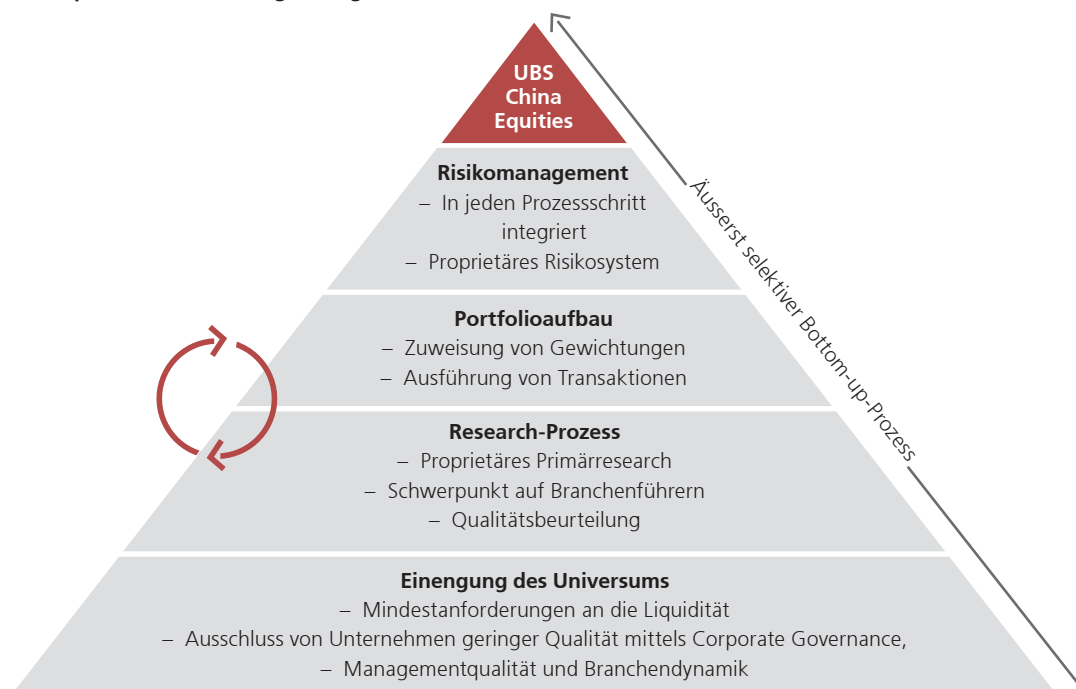 UBS
China
Equities
Risikomanagement
– In jeden Prozessschritt
integriert
– Proprietäres Risikosystem
Portfolioaufbau
– Zuweisung von Gewichtungen
– Ausführung von Transaktionen
Research-Prozess
– Proprietäres Primärresearch
– Schwerpunkt auf Branchenführern
– Qualitätsbeurteilung
Einengung des Universums
– Mindestanforderungen an die Liquidität
– Ausschluss von Unternehmen geringer Qualität mittels Corporate Governance,
– Managementqualität und Branchendynamik
Äusserst selektiver Bottom-up-Prozess